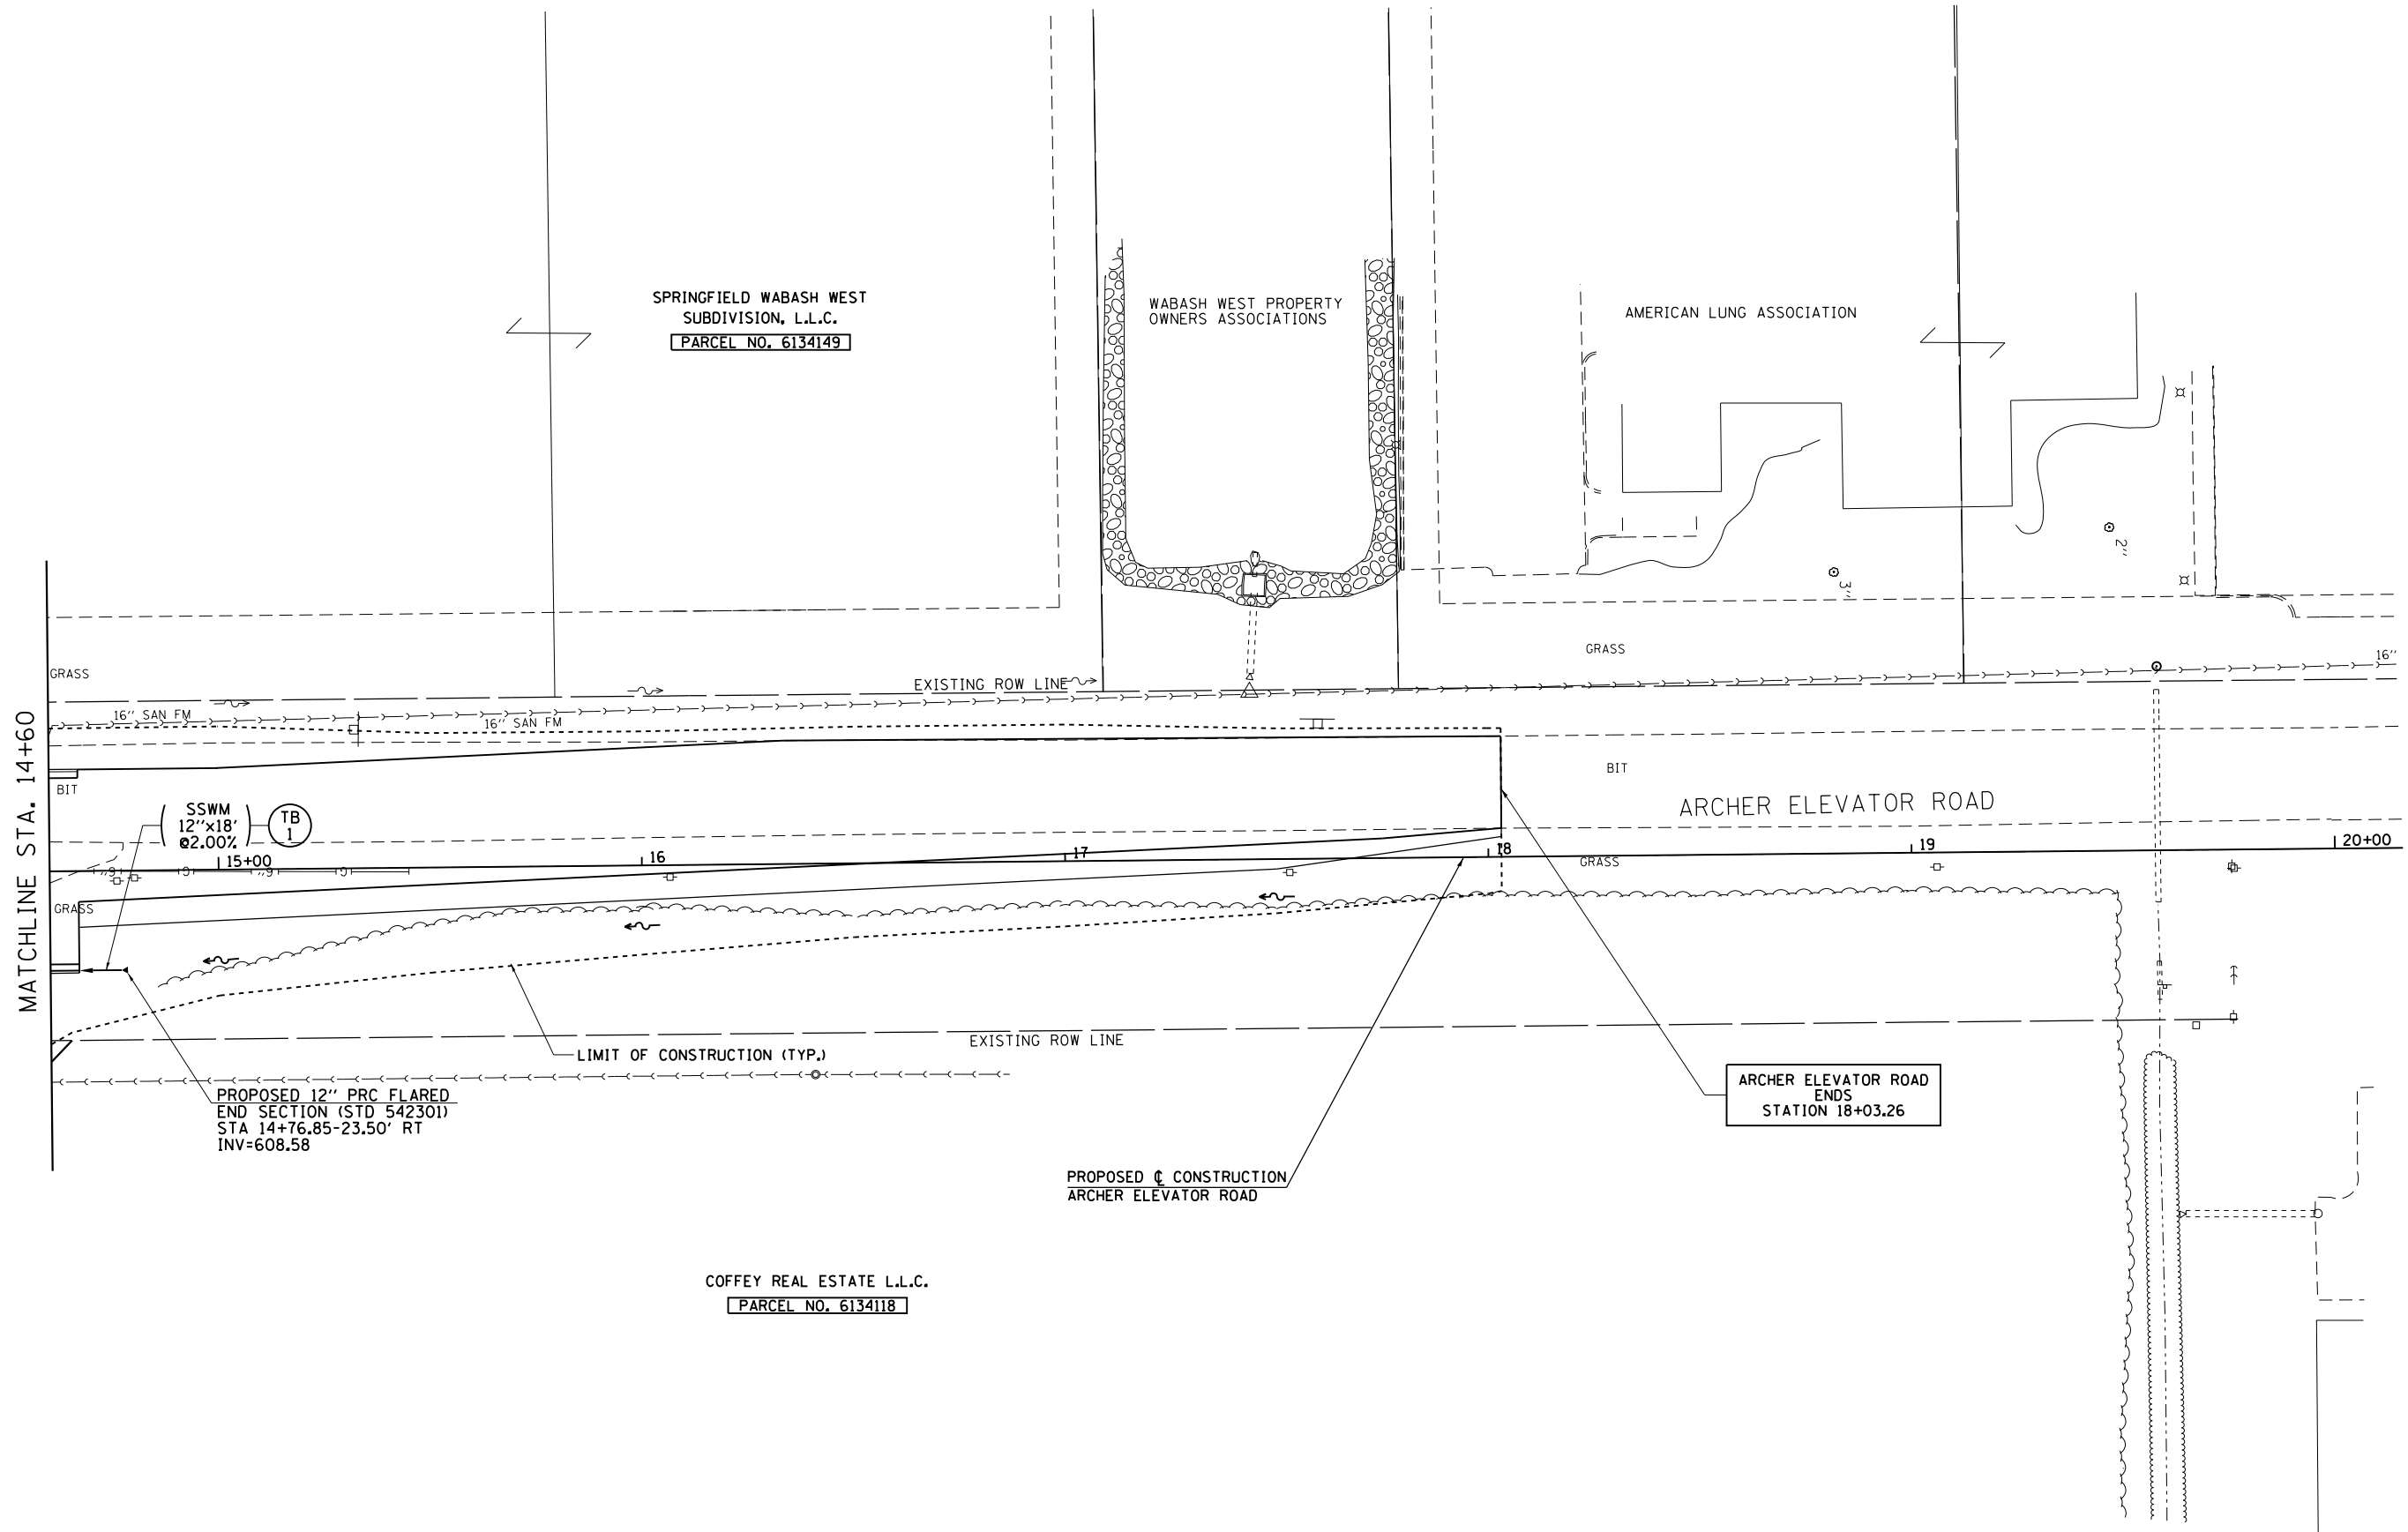 SPRINGFIELD WABASH WEST
SUBDIVISION, L.L.C.
PARCEL NO. 6134149
WABASH WEST PROPERTY
OWNERS ASSOCIATIONS
AMERICAN LUNG ASSOCIATION
2''
3''
GRASS
GRASS
EXISTING ROW LINE
16''
16'' SAN FM
16'' SAN FM
MATCHLINE STA. 14+60
BIT
BIT
SSWM
12''x18'
@2.00%
TB
1
ARCHER ELEVATOR ROAD
15+00
16
17
18
19
20+00
G
6''
G
6''
GRASS
GRASS
EXISTING ROW LINE
LIMIT OF CONSTRUCTION (TYP.)
PROPOSED 12'' PRC FLARED
END SECTION (STD 542301)
STA 14+76.85-23.50' RT
INV=608.58
ARCHER ELEVATOR ROAD
ENDS
STATION 18+03.26
PROPOSED ℄ CONSTRUCTION
ARCHER ELEVATOR ROAD
COFFEY REAL ESTATE L.L.C.
PARCEL NO. 6134118